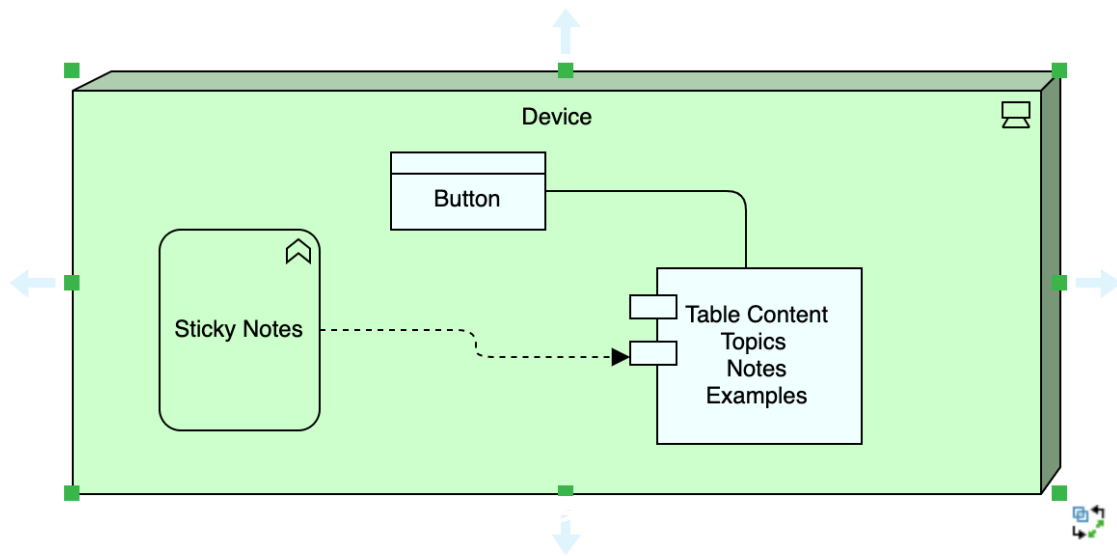 Device
Button
Sticky Notes
Table Content
Topics
Notes
Examples